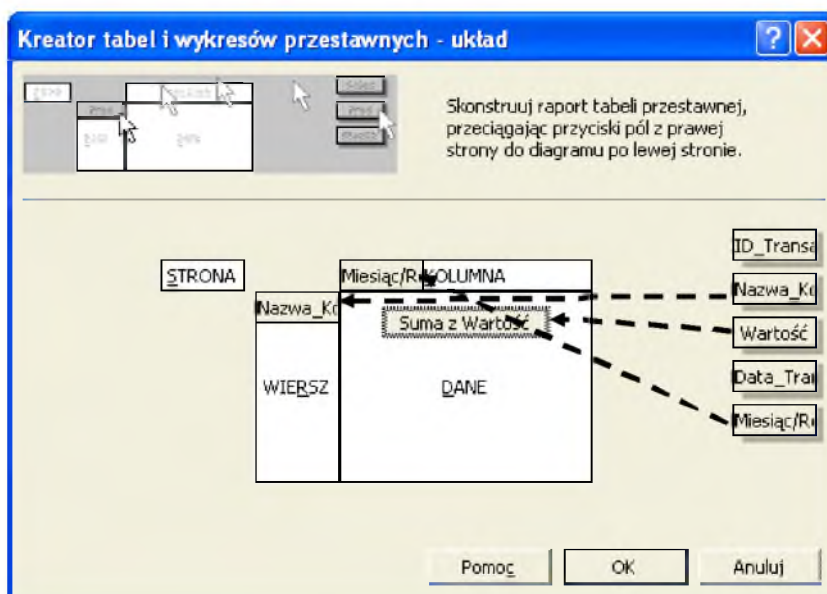 Kreator tabel i wykresów przestawnych - układ
Skonstruuj raport tabeli przestawnej,
przeciągając przyciski pól z prawej
strony do diagramu po lewej stronie.
STRONA
Miesiąc/R
KOLUMNA
Nazwa_Ko
Suma z Wartość
WIERSZ
DANE
ID_Transa
Nazwa_Ko
Wartość
Data_Tra
Miesiąc/R
Pomoc
OK
Anuluj